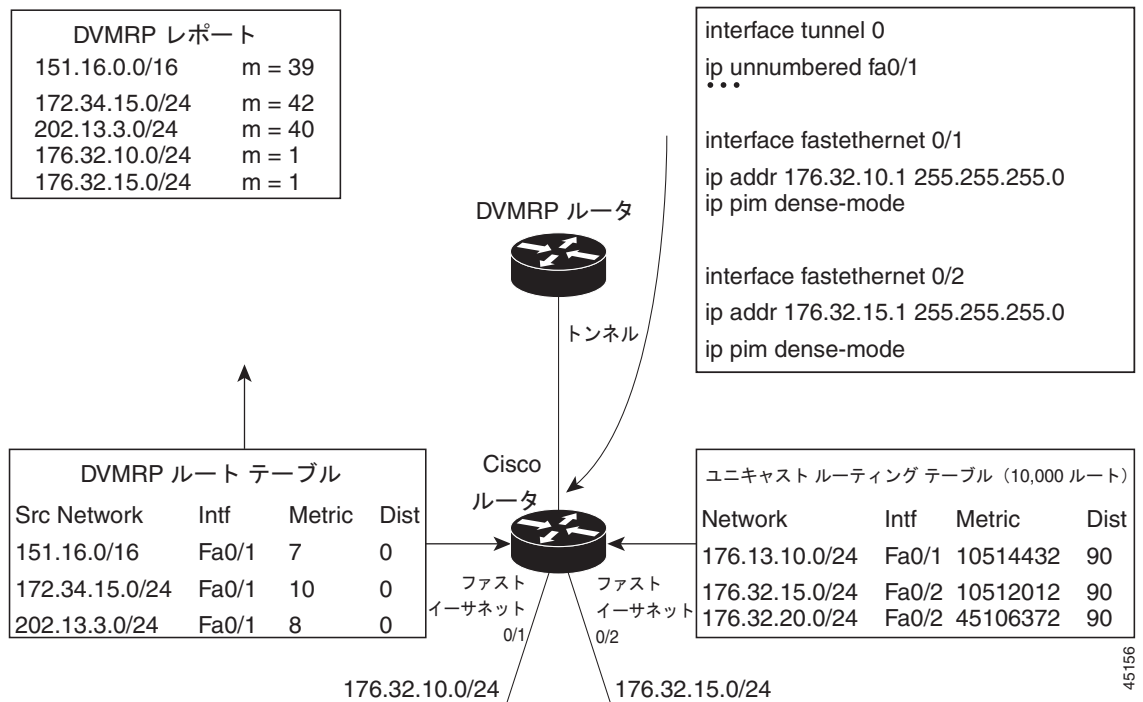 DVMRP レポート
151.16.0.0/16 m = 39
172.34.15.0/24 m = 42
202.13.3.0/24 m = 40
176.32.10.0/24 m = 1
176.32.15.0/24 m = 1
interface tunnel 0
ip unnumbered fa0/1
•••
interface fastethernet 0/1
ip addr 176.32.10.1 255.255.255.0
ip pim dense-mode
interface fastethernet 0/2
ip addr 176.32.15.1 255.255.255.0
ip pim dense-mode
DVMRP ルータ
トンネル
Cisco
ルータ
DVMRP ルート テーブル
Src Network Intf Metric Dist
151.16.0/16 Fa0/1 7 0
172.34.15.0/24 Fa0/1 10 0
202.13.3.0/24 Fa0/1 8 0
ユニキャスト ルーティング テーブル（10,000 ルート）
Network Intf Metric Dist
176.13.10.0/24 Fa0/1 10514432 90
176.32.15.0/24 Fa0/2 10512012 90
176.32.20.0/24 Fa0/2 45106372 90
ファスト
イーサネット
0/1
ファスト
イーサネット
0/2
176.32.10.0/24
176.32.15.0/24
45156